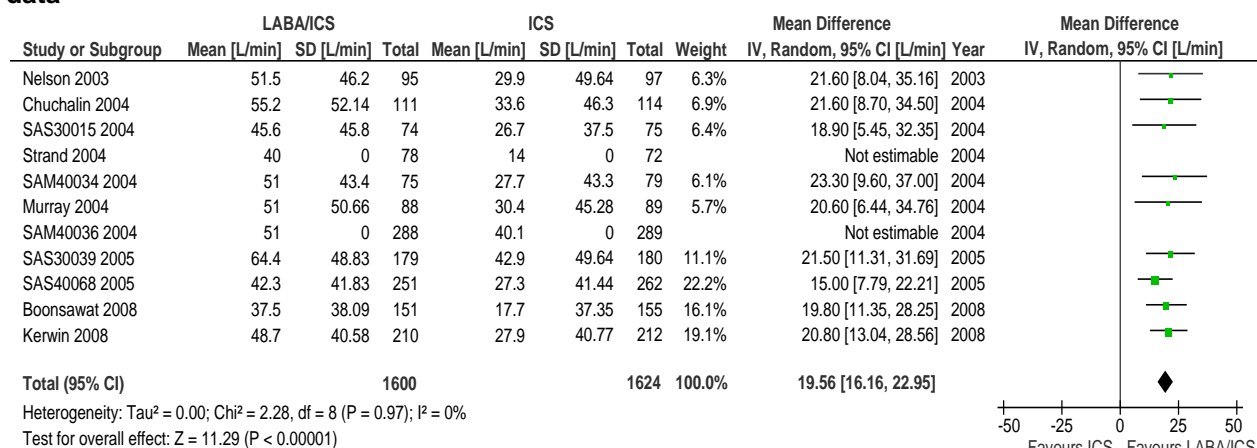 data
LABA/ICS ICS Mean Difference Mean Difference
Study or Subgroup Mean [L/min] SD [L/min] Total Mean [L/min] SD [L/min] Total Weight IV, Random, 95% CI [L/min] Year IV, Random, 95% CI [L/min]
Nelson 2003 51.5 46.2 95 29.9 49.64 97 6.3% 21.60 [8.04, 35.16] 2003
Chuchalin 2004 55.2 52.14 111 33.6 46.3 114 6.9% 21.60 [8.70, 34.50] 2004
SAS30015 2004 45.6 45.8 74 26.7 37.5 75 6.4% 18.90 [5.45, 32.35] 2004
Strand 2004 40 0 78 14 0 72 Not estimable 2004
SAM40034 2004 51 43.4 75 27.7 43.3 79 6.1% 23.30 [9.60, 37.00] 2004
Murray 2004 51 50.66 88 30.4 45.28 89 5.7% 20.60 [6.44, 34.76] 2004
SAM40036 2004 51 0 288 40.1 0 289 Not estimable 2004
SAS30039 2005 64.4 48.83 179 42.9 49.64 180 11.1% 21.50 [11.31, 31.69] 2005
SAS40068 2005 42.3 41.83 251 27.3 41.44 262 22.2% 15.00 [7.79, 22.21] 2005
Boonsawat 2008 37.5 38.09 151 17.7 37.35 155 16.1% 19.80 [11.35, 28.25] 2008
Kerwin 2008 48.7 40.58 210 27.9 40.77 212 19.1% 20.80 [13.04, 28.56] 2008
Total (95% CI) 1600 1624 100.0% 19.56 [16.16, 22.95]
Heterogeneity: Tau² = 0.00; Chi² = 2.28, df = 8 (P = 0.97); I² = 0%
Test for overall effect: Z = 11.29 (P < 0.00001)
-50 -25 0 25 50
Favours ICS Favours LABA/ICS